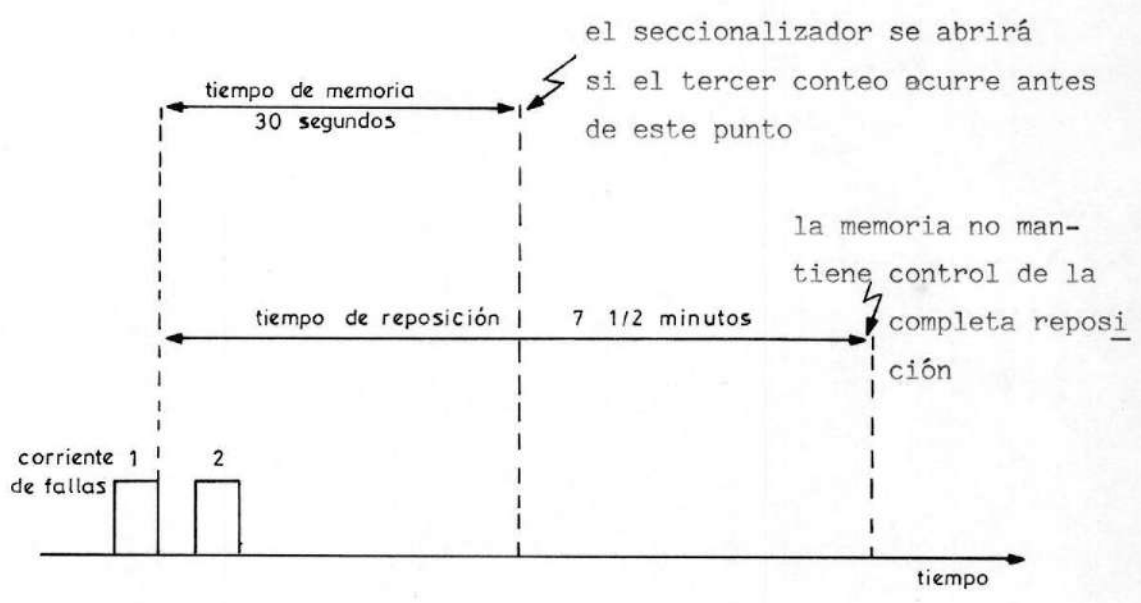 el seccionalizador se abrirá
si el tercer conteo ocurre antes
de este punto
tiempo de memoria
30 segundos
la memoria no man-
tiene control de la
completa reposi
ción
tiempo de reposición
7 1/2 minutos
corriente
de fallas
1
2
tiempo